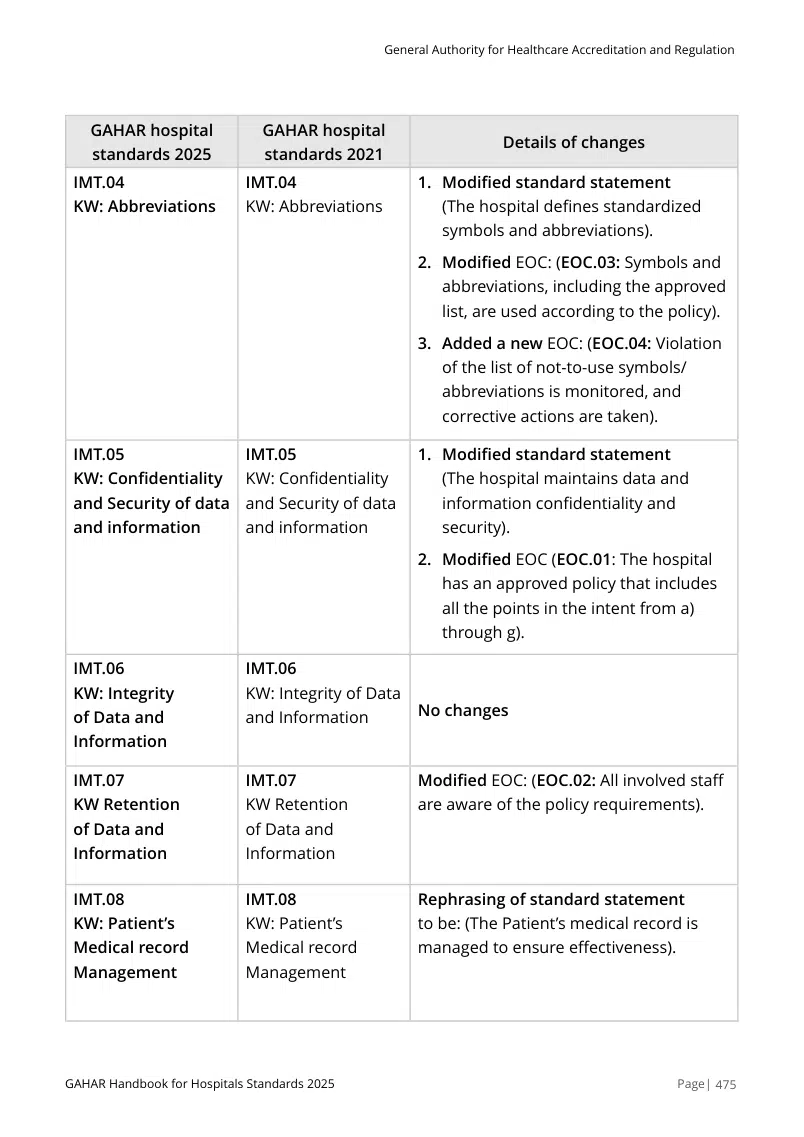 General Authority for Healthcare Accreditation and Regulation
GAHAR hospital
standards 2025
GAHAR hospital
standards 2021
Details of changes
IMT.04
KW: Abbreviations
IMT.04
KW: Abbreviations
1. Modified standard statement
(The hospital defines standardized
symbols and abbreviations).
2. Modified EOC: (EOC.03: Symbols and
abbreviations, including the approved
list, are used according to the policy).
3. Added a new EOC: (EOC.04: Violation
of the list of not-to-use symbols/
abbreviations is monitored, and
corrective actions are taken).
IMT.05
KW: Confidentiality
and Security of data
and information
IMT.05
KW: Confidentiality
and Security of data
and information
1. Modified standard statement
(The hospital maintains data and
information confidentiality and
security).
2. Modified EOC (EOC.01: The hospital
has an approved policy that includes
all the points in the intent from a)
through g).
IMT.06
KW: Integrity
of Data and
Information
IMT.06
KW: Integrity of Data
and Information
No changes
IMT.07
KW Retention
of Data and
Information
IMT.07
KW Retention
of Data and
Information
Modified EOC: (EOC.02: All involved staff
are aware of the policy requirements).
IMT.08
KW: Patient’s
Medical record
Management
IMT.08
KW: Patient’s
Medical record
Management
Rephrasing of standard statement
to be: (The Patient’s medical record is
managed to ensure effectiveness).
GAHAR Handbook for Hospitals Standards 2025
Page| 475